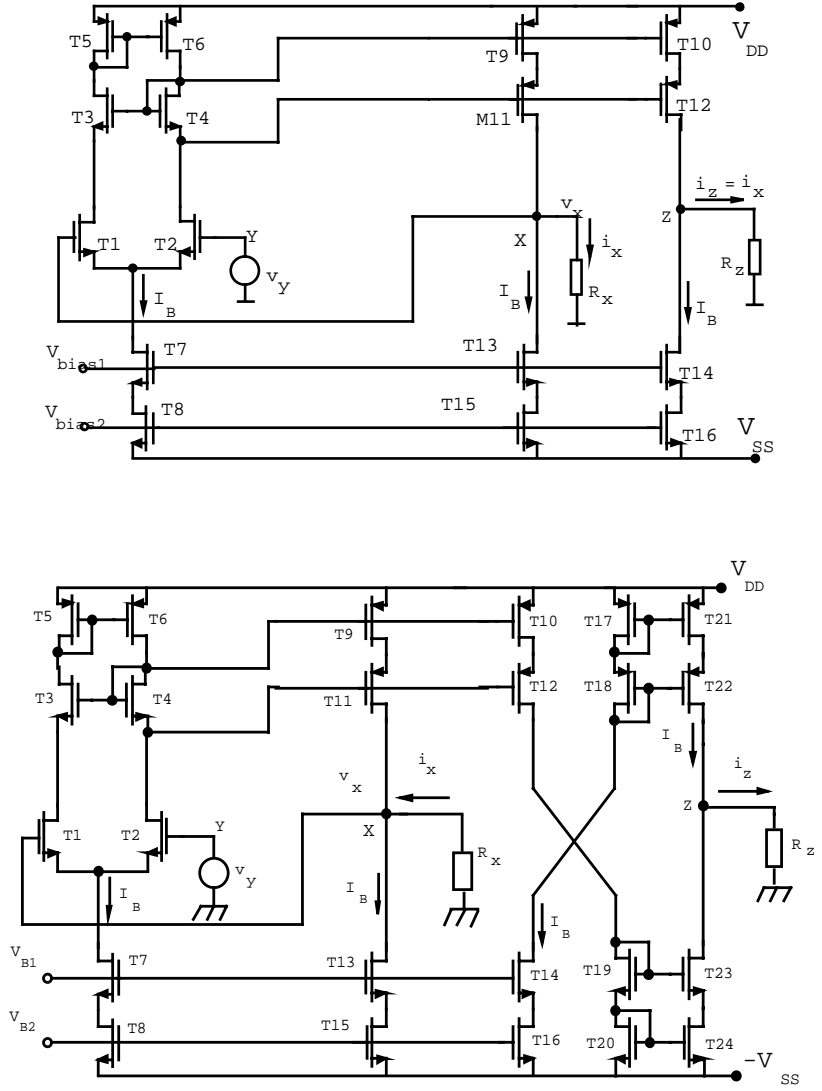 T5 T6 T9 T10 V DD
T3 T4 M11 T12
i z = i x
v x
Y Z
T1 T2 X i x R z
v y
I B I B R x I B
V bias1 T7 T13 T14
V bias2 T8 T15 T16 V SS
V DD
T5 T6 T9 T10 T17 T21
T3 T4 T11 T12 T18 T22
I B
i x i z
v x Z
Y X
T1 T2 R x R z
v y
I B I B I B
V B1 T7 T13 T14 T19 T23
V B2 T8 T15 T16 T20 T24
-V SS